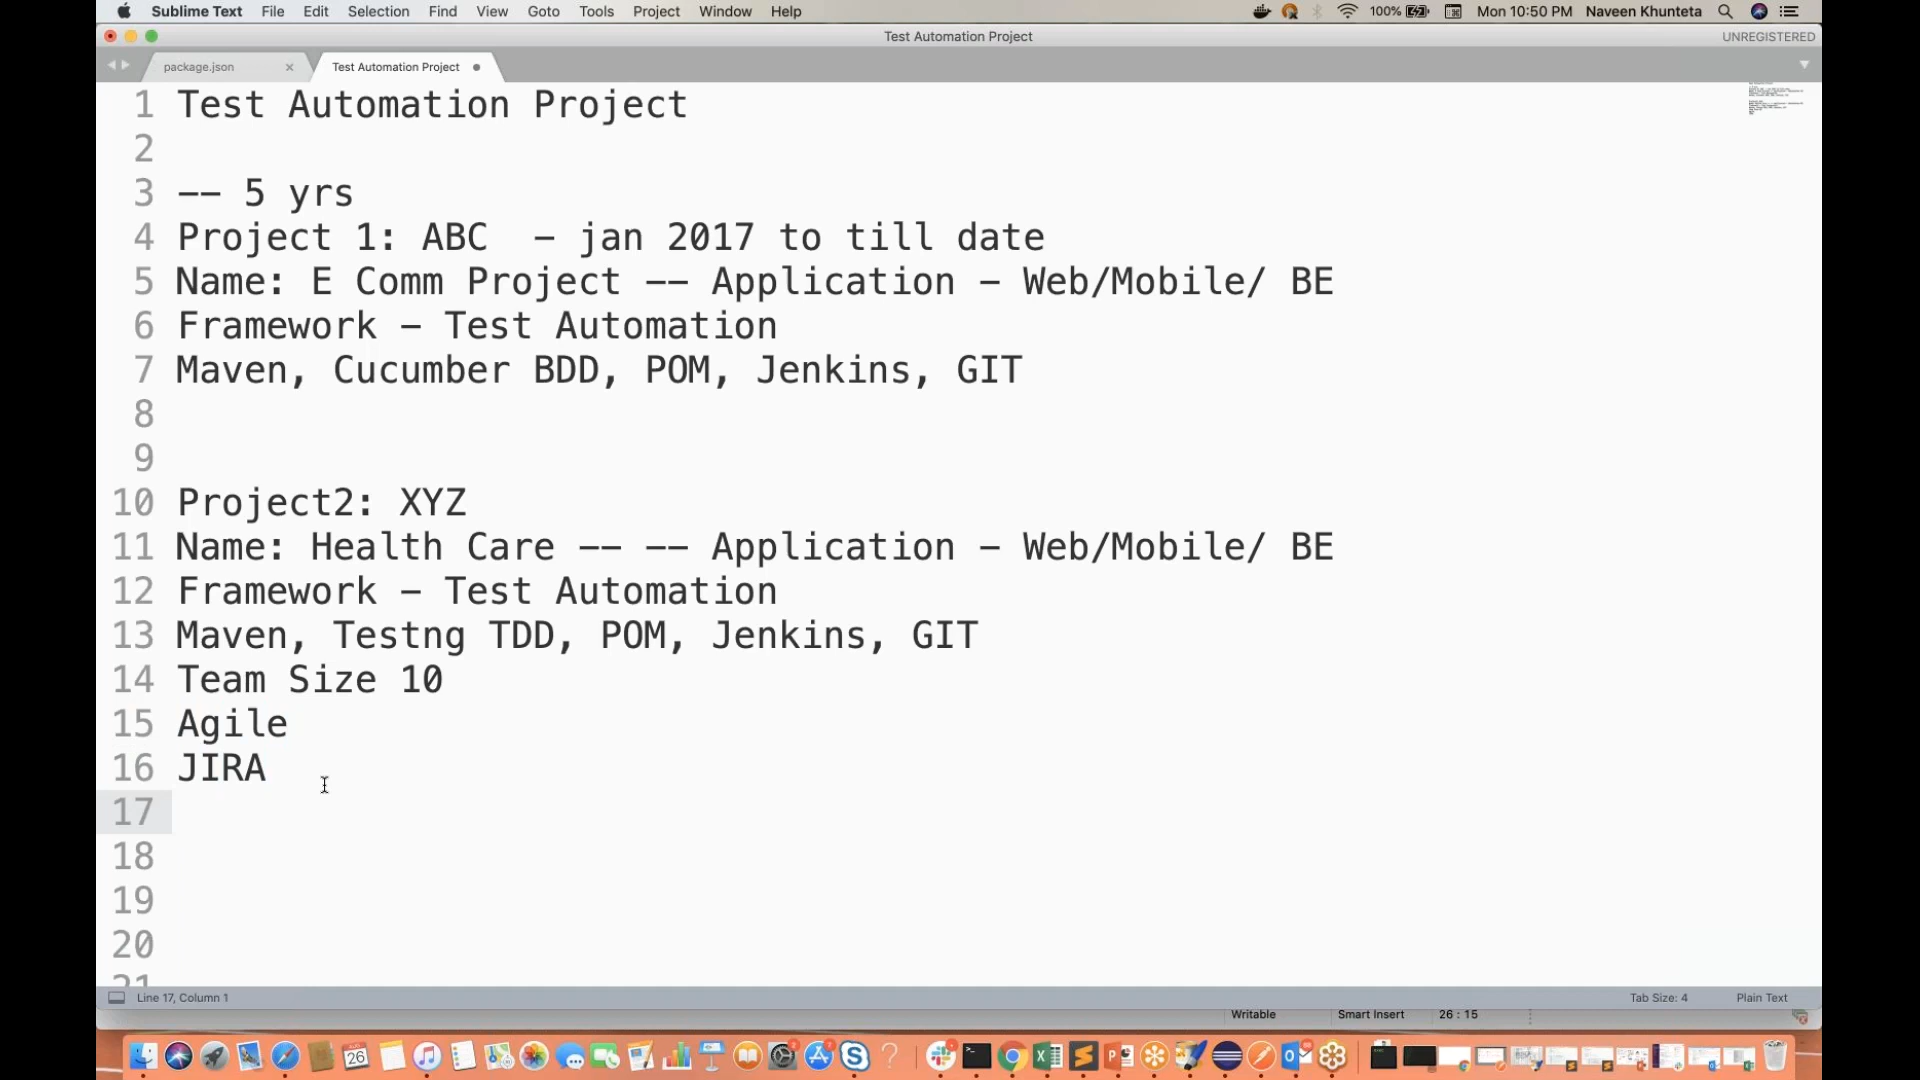 Sublime Text File Edit Selection Find View Goto Tools Project Window Help 100% Mon 10:50 PM Naveen Khunteta
Test Automation Project UNREGISTERED
package.json Test Automation Project
1 Test Automation Project
2
3 -- 5 yrs
4 Project 1: ABC  - jan 2017 to till date
5 Name: E Comm Project -- Application - Web/Mobile/ BE
6 Framework - Test Automation
7 Maven, Cucumber BDD, POM, Jenkins, GIT
8
9
10 Project2: XYZ
11 Name: Health Care -- -- Application - Web/Mobile/ BE
12 Framework - Test Automation
13 Maven, Testng TDD, POM, Jenkins, GIT
14 Team Size 10
15 Agile
16 JIRA
17
18
19
20
21
Line 17, Column 1 Tab Size: 4 Plain Text
Writable Smart Insert 26 : 15
26